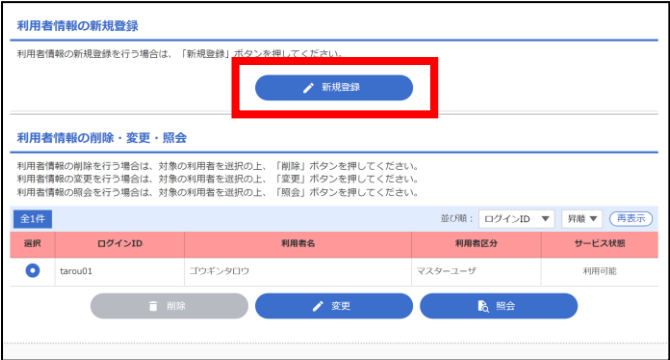 利用者情報の新規登録
利用者情報の新規登録を行う場合は、「新規登録」ボタンを押してください。
新規登録
利用者情報の削除・変更・照会
利用者情報の削除を行う場合は、対象の利用者を選択の上、「削除」ボタンを押してください。
利用者情報の変更を行う場合は、対象の利用者を選択の上、「変更」ボタンを押してください。
利用者情報の照会を行う場合は、対象の利用者を選択の上、「照会」ボタンを押してください。
全1件 並び順： ログインID ▼ 昇順 ▼ 再表示
選択 ログインID 利用者名 利用者区分 サービス状態
tarou01 ゴウギンタロウ マスターユーザ 利用可能
削除 変更 照会